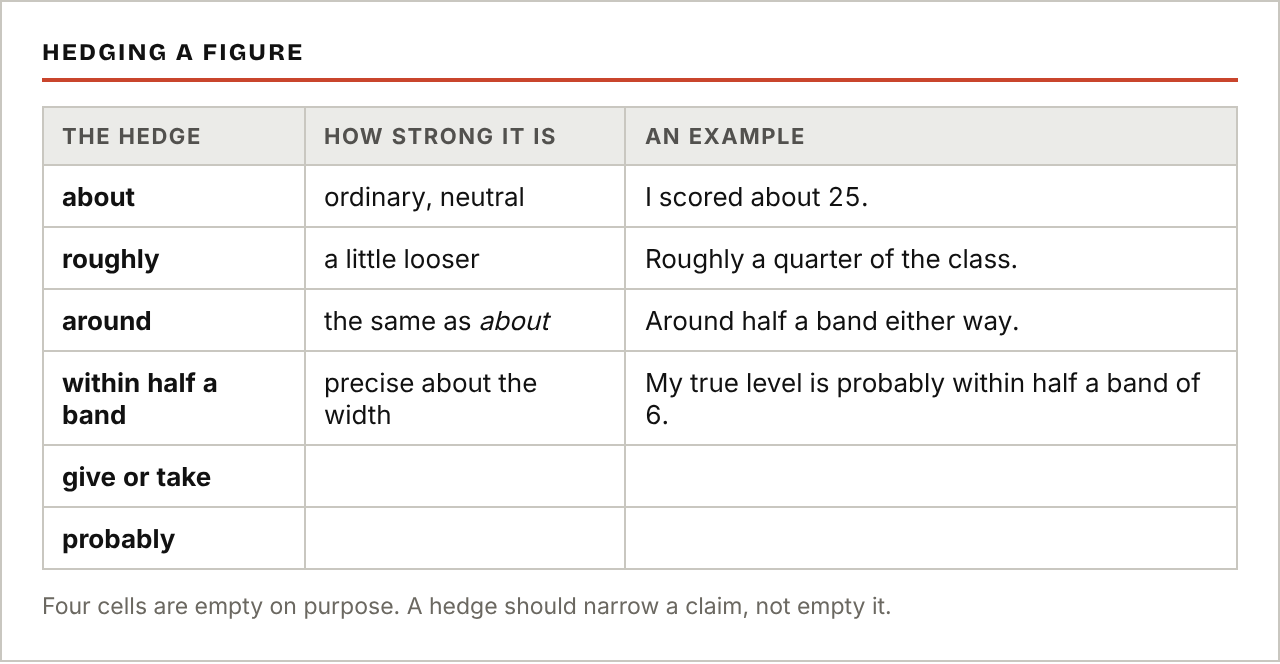 HEDGING A FIGURE
THE HEDGE HOW STRONG IT IS AN EXAMPLE
about ordinary, neutral I scored about 25.
roughly a little looser Roughly a quarter of the class.
around the same as about Around half a band either way.
within half a band precise about the width My true level is probably within half a band of 6.
give or take
probably
Four cells are empty on purpose. A hedge should narrow a claim, not empty it.